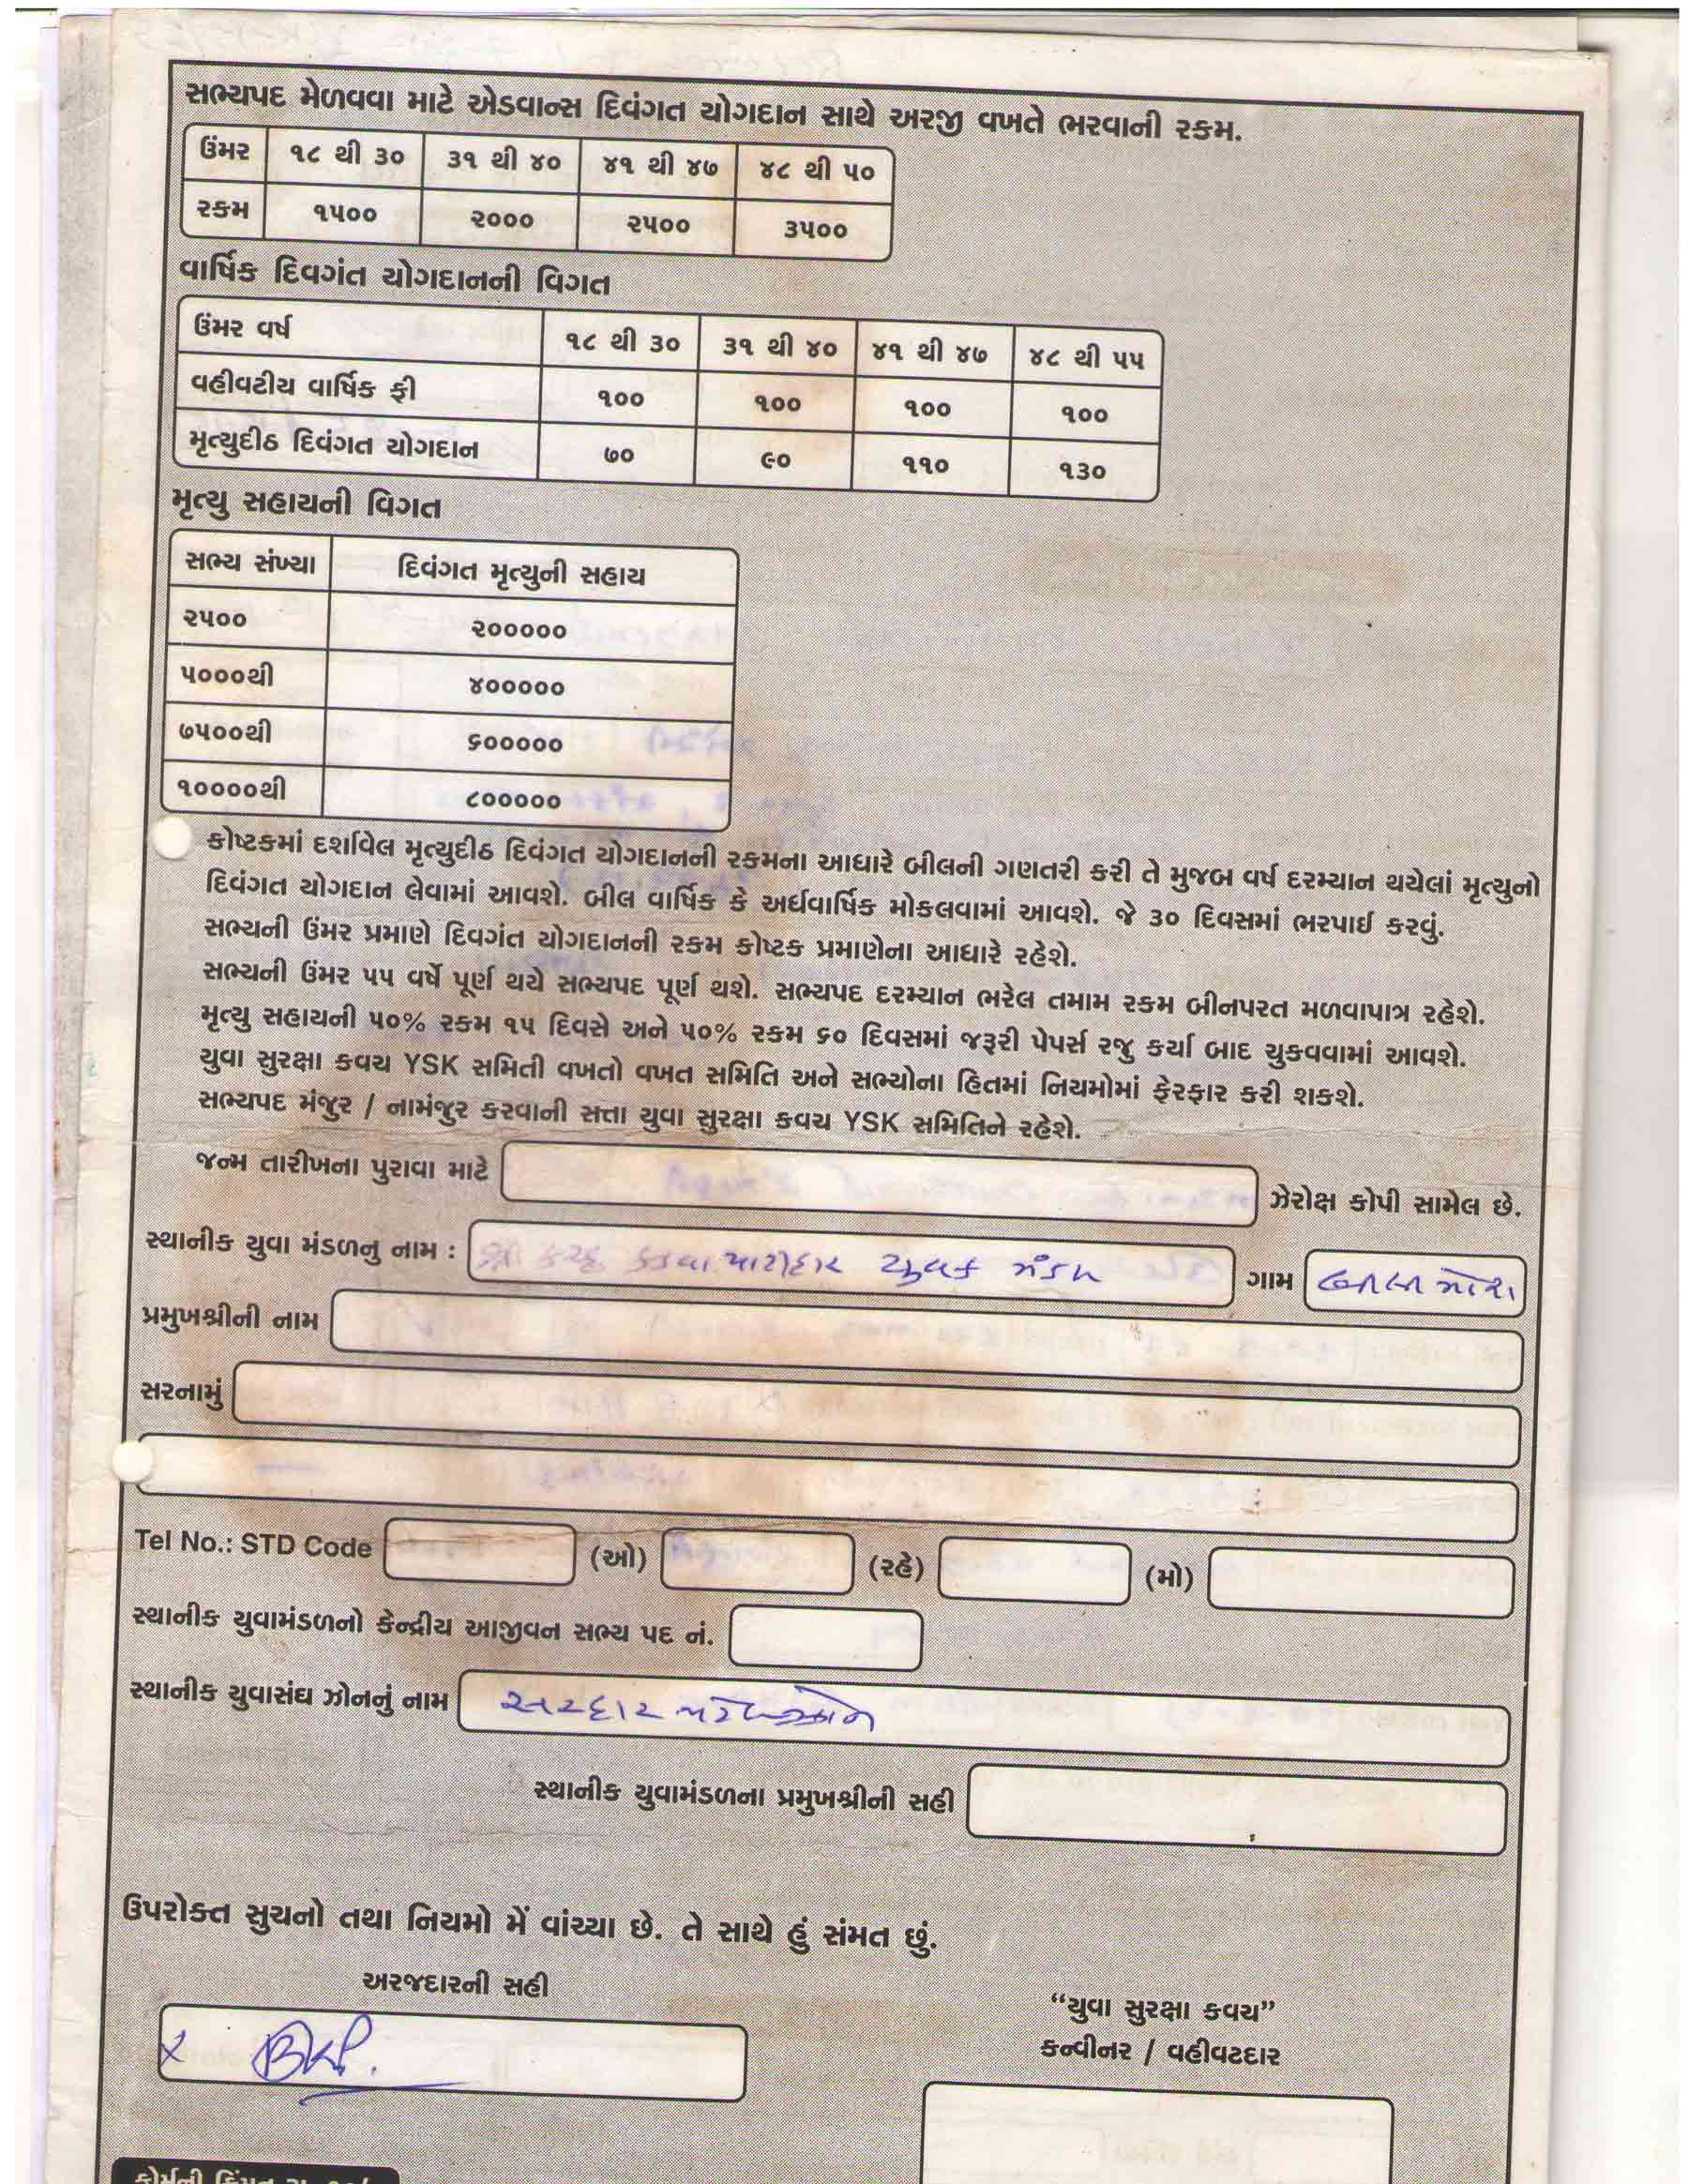 સભ્યપદ મેળવવા માટે એડવાન્સ દિવંગત યોગદાન સાથે અરજી વખતે ભરવાની રકમ.
ઉંમર ૧૮ થી ૩૦ ૩૧ થી ૪૦ ૪૧ થી ૪૭ ૪૮ થી ૫૦
રકમ ૧૫૦૦ ૨૦૦૦ ૨૫૦૦ ૩૫૦૦
વાર્ષિક દિવગંત યોગદાનની વિગત
ઉંમર વર્ષ ૧૮ થી ૩૦ ૩૧ થી ૪૦ ૪૧ થી ૪૭ ૪૮ થી ૫૫
વહીવટીય વાર્ષિક ફી ૧૦૦ ૧૦૦ ૧૦૦ ૧૦૦
મૃત્યુદીઠ દિવંગત યોગદાન ૭૦ ૯૦ ૧૧૦ ૧૩૦
મૃત્યુ સહાયની વિગત
સભ્ય સંખ્યા દિવંગત મૃત્યુની સહાય
૨૫૦૦ ૨૦૦૦૦૦
૫૦૦૦થી ૪૦૦૦૦૦
૭૫૦૦થી ૬૦૦૦૦૦
૧૦૦૦૦થી ૮૦૦૦૦૦
કોષ્ટકમાં દર્શાવેલ મૃત્યુદીઠ દિવંગત યોગદાનની રકમના આધારે બીલની ગણતરી કરી તે મુજબ વર્ષ દરમ્યાન થયેલાં મૃત્યુનો
દિવંગત યોગદાન લેવામાં આવશે. બીલ વાર્ષિક કે અર્ધવાર્ષિક મોકલવામાં આવશે. જે ૩૦ દિવસમાં ભરપાઈ કરવું.
સભ્યની ઉંમર પ્રમાણે દિવગંત યોગદાનની રકમ કોષ્ટક પ્રમાણેના આધારે રહેશે.
સભ્યની ઉંમર ૫૫ વર્ષે પૂર્ણ થયે સભ્યપદ પૂર્ણ થશે. સભ્યપદ દરમ્યાન ભરેલ તમામ રકમ બીનપરત મળવાપાત્ર રહેશે.
મૃત્યુ સહાયની ૫૦% રકમ ૧૫ દિવસે અને ૫૦% રકમ ૬૦ દિવસમાં જરૂરી પેપર્સ રજુ કર્યા બાદ ચુકવવામાં આવશે.
યુવા સુરક્ષા કવચ YSK સમિતી વખતો વખત સમિતિ અને સભ્યોના હિતમાં નિયમોમાં ફેરફાર કરી શકશે.
સભ્યપદ મંજુર / નામંજુર કરવાની સત્તા યુવા સુરક્ષા કવચ YSK સમિતિને રહેશે.
જન્મ તારીખના પુરાવા માટે ઝેરોક્ષ કોપી સામેલ છે.
સ્થાનીક યુવા મંડળનુ નામ : શ્રી કચ્છ કડવા પાટીદાર યુવક મંડળ ગામ
પ્રમુખશ્રીની નામ
સરનામું
Tel No.: STD Code (ઓ) (રહે) (મો)
સ્થાનીક યુવામંડળનો કેન્દ્રીય આજીવન સભ્ય પદ નં.
સ્થાનીક યુવાસંઘ ઝોનનું નામ સરદાર પટેલ ઝોન
સ્થાનીક યુવામંડળના પ્રમુખશ્રીની સહી
ઉપરોક્ત સુચનો તથા નિયમો મેં વાંચ્યા છે. તે સાથે હું સંમત છું.
અરજદારની સહી
"યુવા સુરક્ષા કવચ"
કન્વીનર / વહીવટદાર
x BKP.